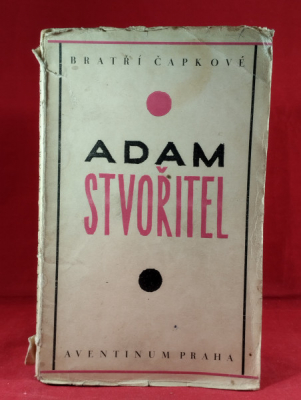 BRATŘÍ ČAPKOVÉ
ADAM
STVOŘITEL
AVENTINUM PRAHA